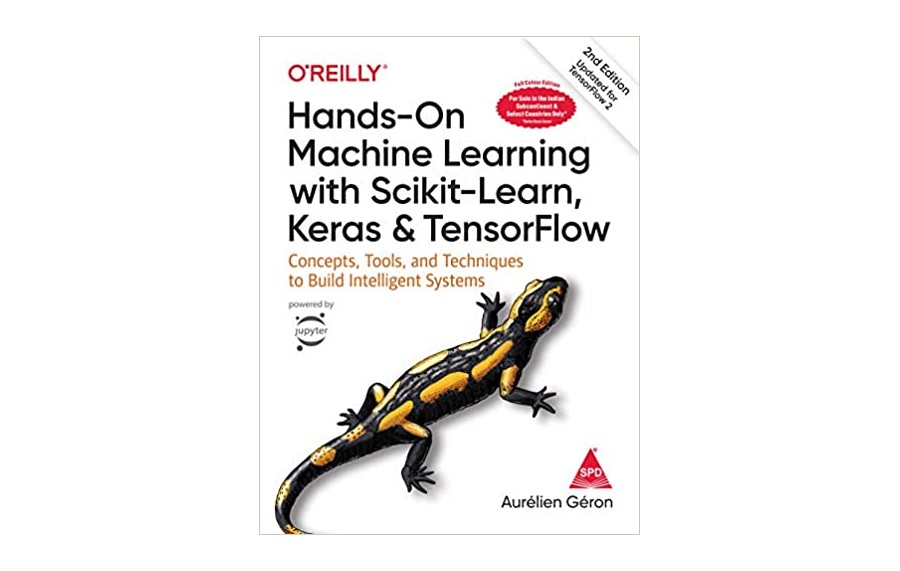 O'REILLY®
2nd Edition
Updated for
TensorFlow 2
Full Colour Edition
For Sale in the Indian
Subcontinent &
Select Countries Only*
Hands-On
Machine Learning
with Scikit-Learn,
Keras & TensorFlow
Concepts, Tools, and Techniques
to Build Intelligent Systems
powered by
jupyter
SPD
Aurélien Géron